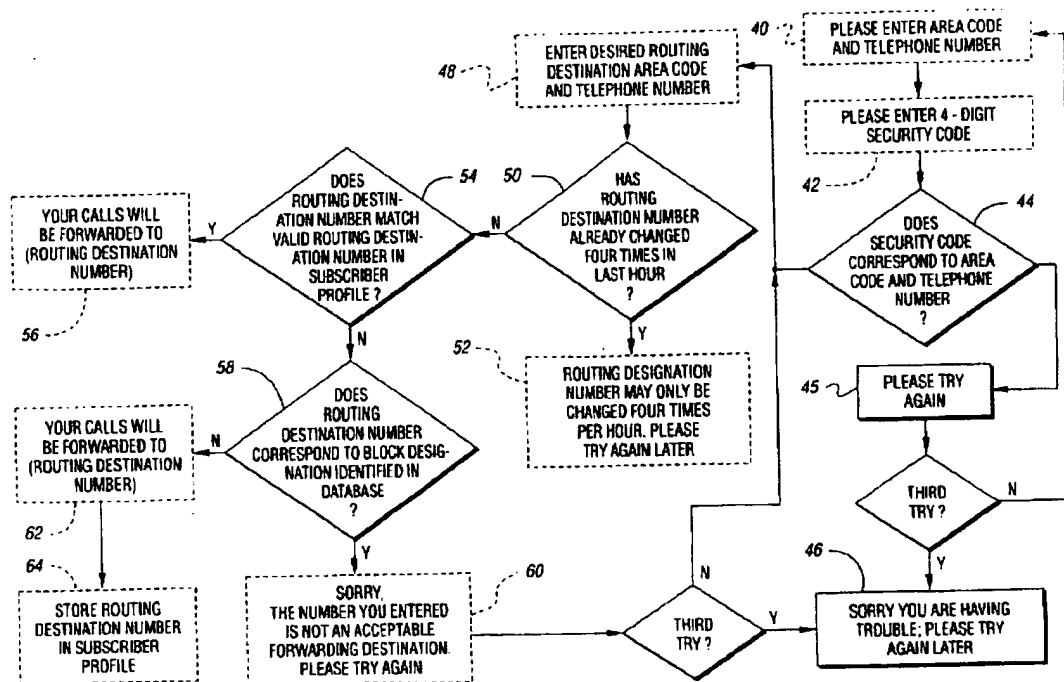 40
PLEASE ENTER AREA CODE
AND TELEPHONE NUMBER
42
PLEASE ENTER 4 - DIGIT
SECURITY CODE
44
DOES
SECURITY CODE
CORRESPOND TO AREA
CODE AND TELEPHONE
NUMBER
?
45
PLEASE TRY
AGAIN
THIRD
TRY ?
N
Y
46
SORRY YOU ARE HAVING
TROUBLE; PLEASE TRY
AGAIN LATER
48
ENTER DESIRED ROUTING
DESTINATION AREA CODE
AND TELEPHONE NUMBER
50
HAS
ROUTING
DESTINATION NUMBER
ALREADY CHANGED
FOUR TIMES IN
LAST HOUR
?
N
Y
52
ROUTING DESIGNATION
NUMBER MAY ONLY BE
CHANGED FOUR TIMES
PER HOUR. PLEASE
TRY AGAIN LATER
54
DOES
ROUTING DESTIN-
ATION NUMBER MATCH
VALID ROUTING DESTIN-
ATION NUMBER IN
SUBSCRIBER
PROFILE ?
Y
N
YOUR CALLS WILL
BE FORWARDED TO
(ROUTING DESTINATION
NUMBER)
56
58
DOES
ROUTING
DESTINATION NUMBER
CORRESPOND TO BLOCK DESIG-
NATION IDENTIFIED IN
DATABASE
?
N
Y
YOUR CALLS WILL
BE FORWARDED TO
(ROUTING DESTINATION
NUMBER)
62
64
STORE ROUTING
DESTINATION NUMBER
IN SUBSCRIBER
PROFILE
60
SORRY,
THE NUMBER YOU ENTERED
IS NOT AN ACCEPTABLE
FORWARDING DESTINATION.
PLEASE TRY AGAIN
THIRD
TRY ?
N
Y